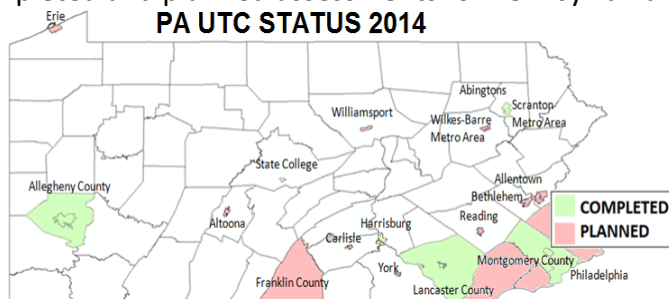 Erie
PA UTC STATUS 2014
Abingtons
Scranton
Metro Area
Williamsport
Wilkes-Barre
Metro Area
State College
Allentown
Allegheny County
Bethlehem
COMPLETED
Altoona
Harrisburg
Reading
PLANNED
Carlisle
Montgomery County
York
Philadelphia
Franklin County
Lancaster County